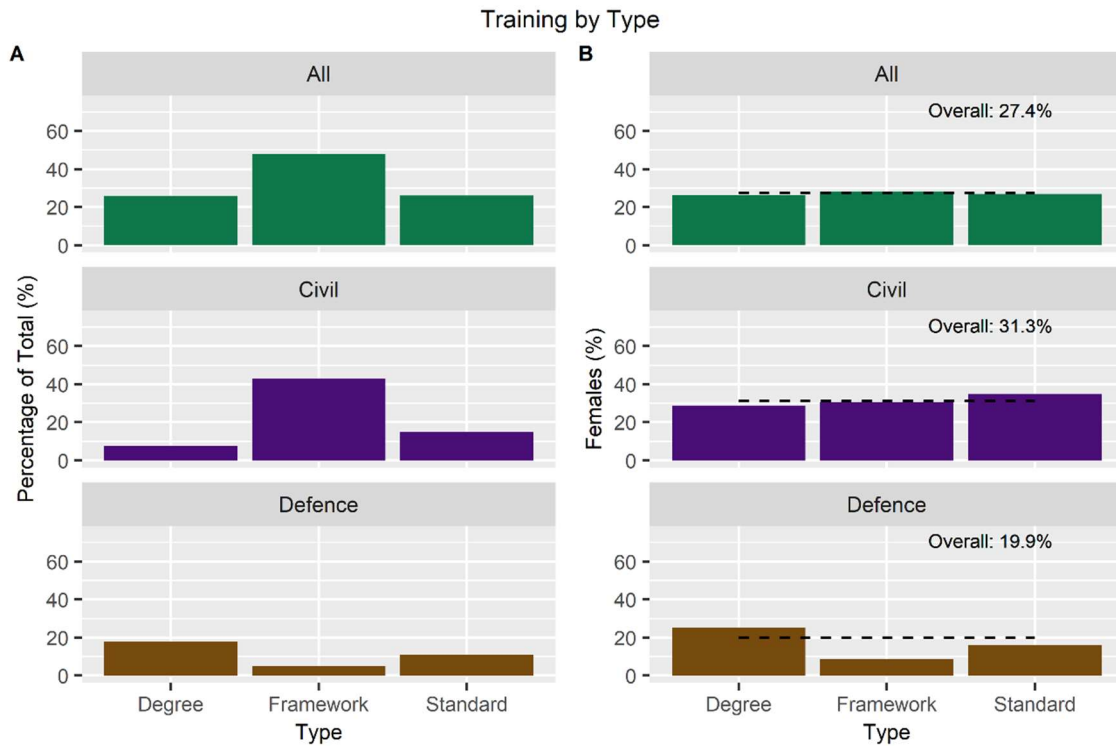 Training by Type
A
All
Percentage of Total (%)
60
40
20
0
Civil
60
40
20
0
Defence
60
40
20
0
Degree Framework Standard
Type
B
All
Females (%)
Overall: 27.4%
60
40
20
0
Civil
Overall: 31.3%
60
40
20
0
Defence
Overall: 19.9%
60
40
20
0
Degree Framework Standard
Type